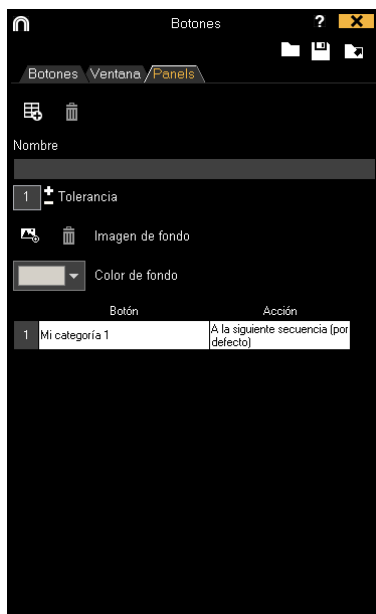 Botones ? X
Botones Ventana Panels
Nombre
1 Tolerancia
Imagen de fondo
Color de fondo
Botón Acción
1 Mi categoría 1 A la siguiente secuencia (por
defecto)